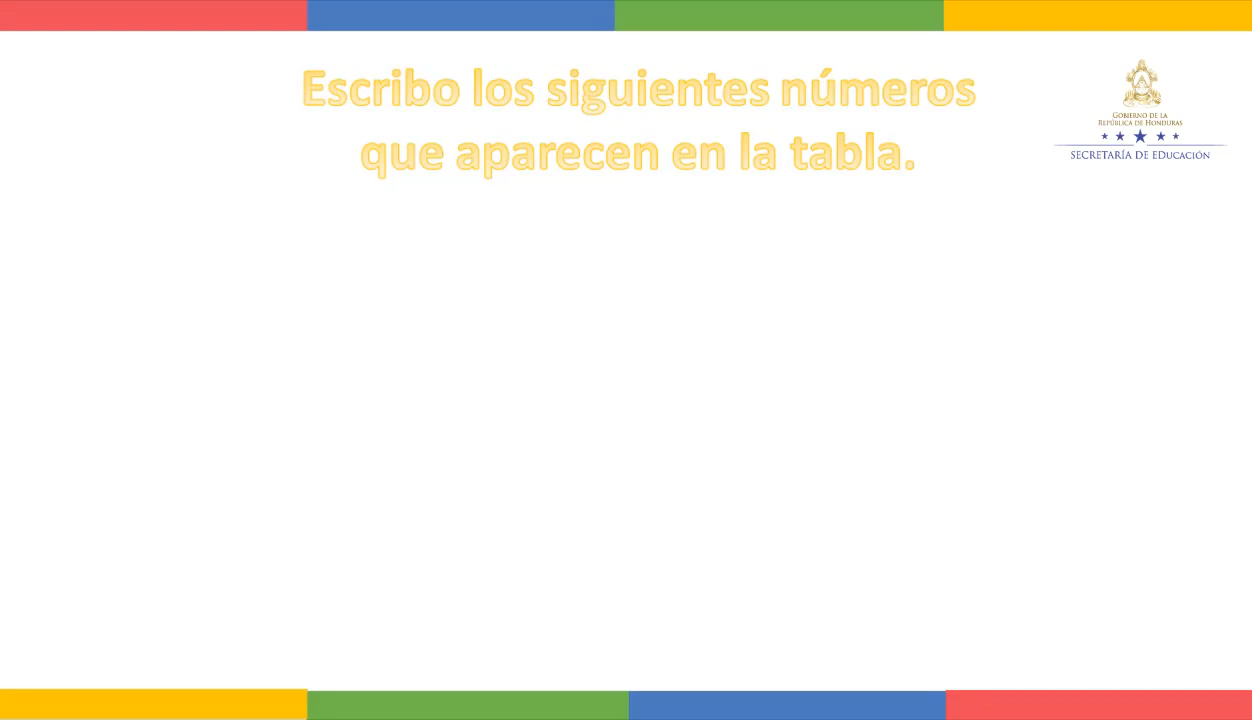 Escribo los siguientes números
que aparecen en la tabla.
GOBIERNO DE LA
REPÚBLICA DE HONDURAS
SECRETARÍA DE EDUCACIÓN